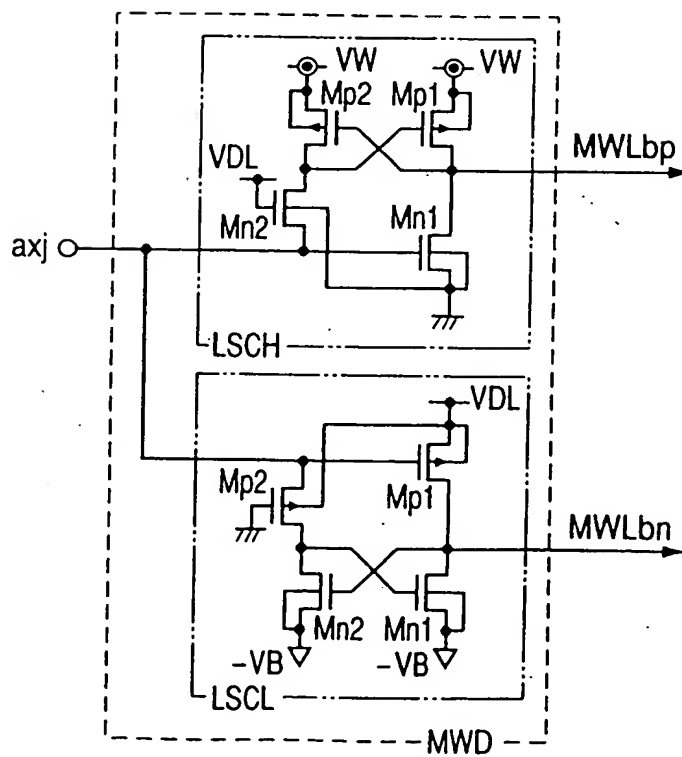 VW VW
Mp2 Mp1
VDL
MWLbp
Mn2 Mn1
axj
LSCH
VDL
Mp2 Mp1
MWLbn
Mn2 Mn1
-VB -VB
LSCL
MWD